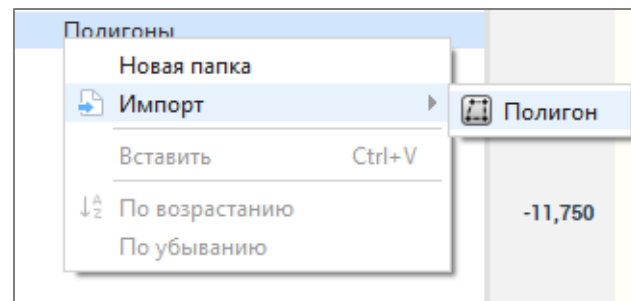 Полигоны
Новая папка
Импорт
Полигон
Вставить Ctrl+V
По возрастанию
-11,750
По убыванию